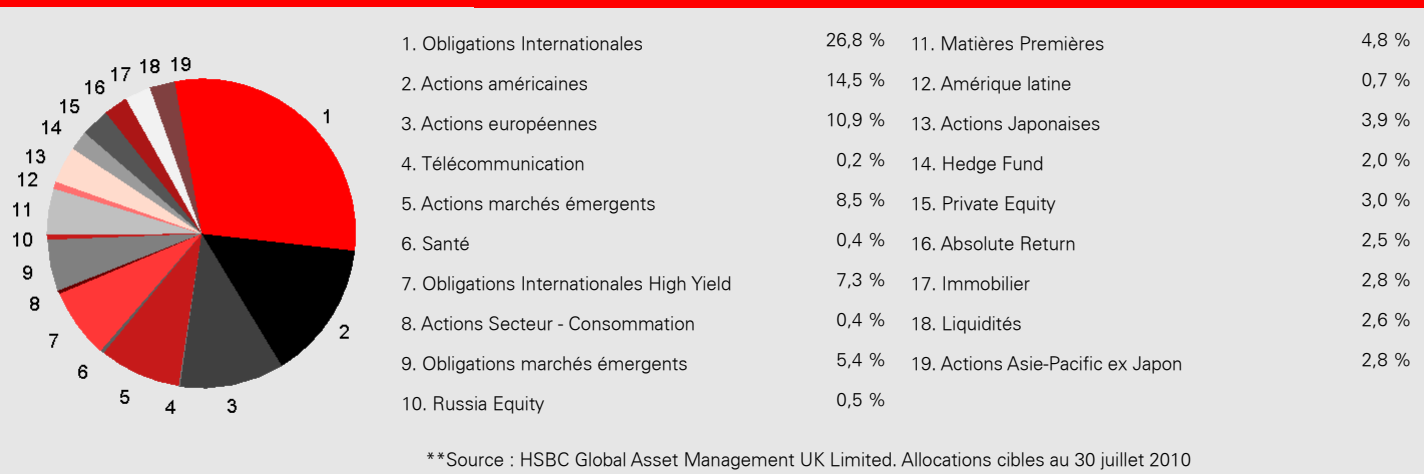 1. Obligations Internationales 26,8 %
2. Actions américaines 14,5 %
3. Actions européennes 10,9 %
4. Télécommunication 0,2 %
5. Actions marchés émergents 8,5 %
6. Santé 0,4 %
7. Obligations Internationales High Yield 7,3 %
8. Actions Secteur - Consommation 0,4 %
9. Obligations marchés émergents 5,4 %
10. Russia Equity 0,5 %
11. Matières Premières 4,8 %
12. Amérique latine 0,7 %
13. Actions Japonaises 3,9 %
14. Hedge Fund 2,0 %
15. Private Equity 3,0 %
16. Absolute Return 2,5 %
17. Immobilier 2,8 %
18. Liquidités 2,6 %
19. Actions Asie-Pacific ex Japon 2,8 %
1
2
3
4
5
6
7
8
9
10
11
12
13
14
15
16
17
18
19
**Source : HSBC Global Asset Management UK Limited. Allocations cibles au 30 juillet 2010